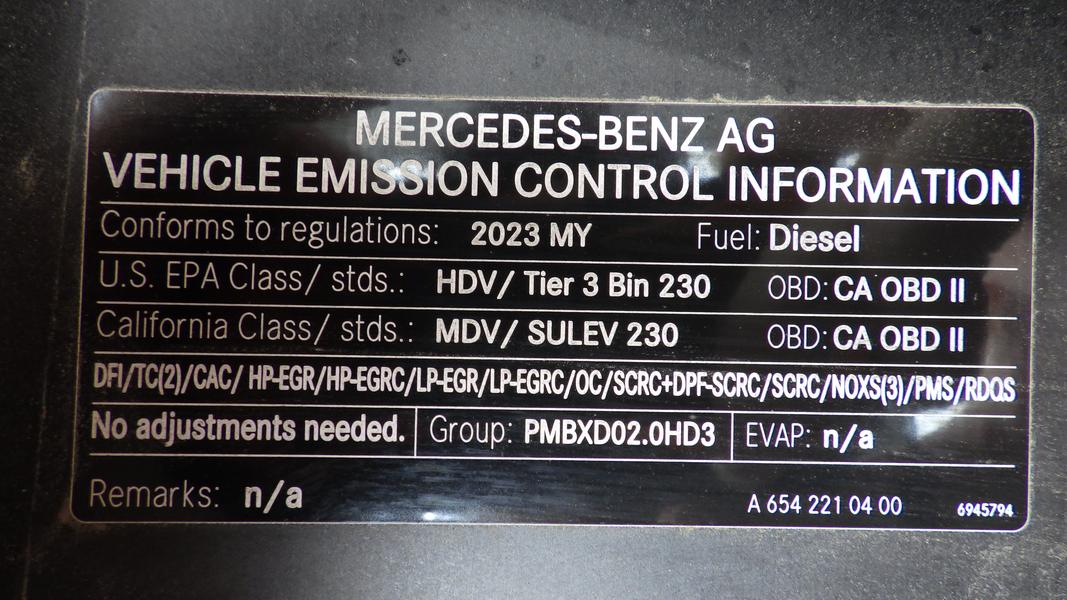 MERCEDES-BENZ AG
VEHICLE EMISSION CONTROL INFORMATION
Conforms to regulations: 2023 MY Fuel: Diesel
U.S. EPA Class/ stds.: HDV/ Tier 3 Bin 230 OBD: CA OBD II
California Class/ stds.: MDV/ SULEV 230 OBD: CA OBD II
DFI/TC(2)/CAC/ HP-EGR/HP-EGRC/LP-EGR/LP-EGRC/OC/SCRC+DPF-SCRC/SCRC/NOXS(3)/PMS/RDQS
No adjustments needed. Group: PMBXD02.0HD3 EVAP: n/a
Remarks: n/a A 654 221 04 00 6945794